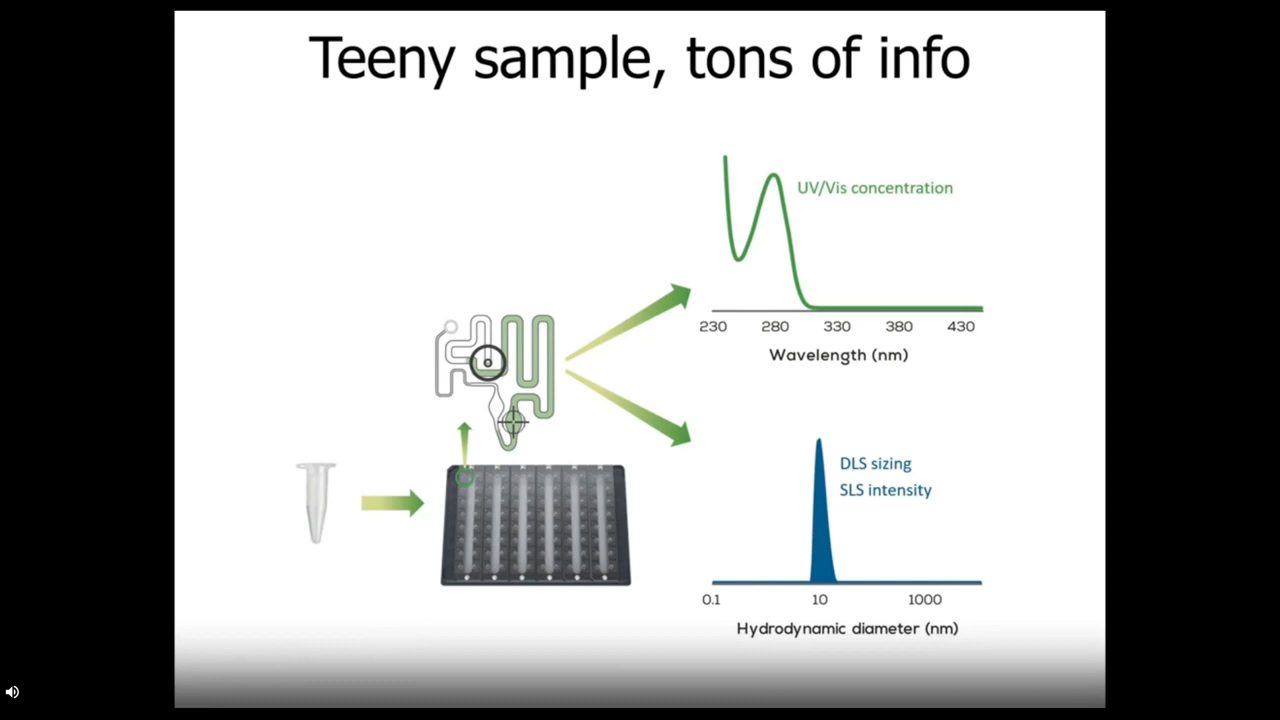 Teeny sample, tons of info
UV/Vis concentration
230 280 330 380 430
Wavelength (nm)
DLS sizing
SLS intensity
0.1 10 1000
Hydrodynamic diameter (nm)